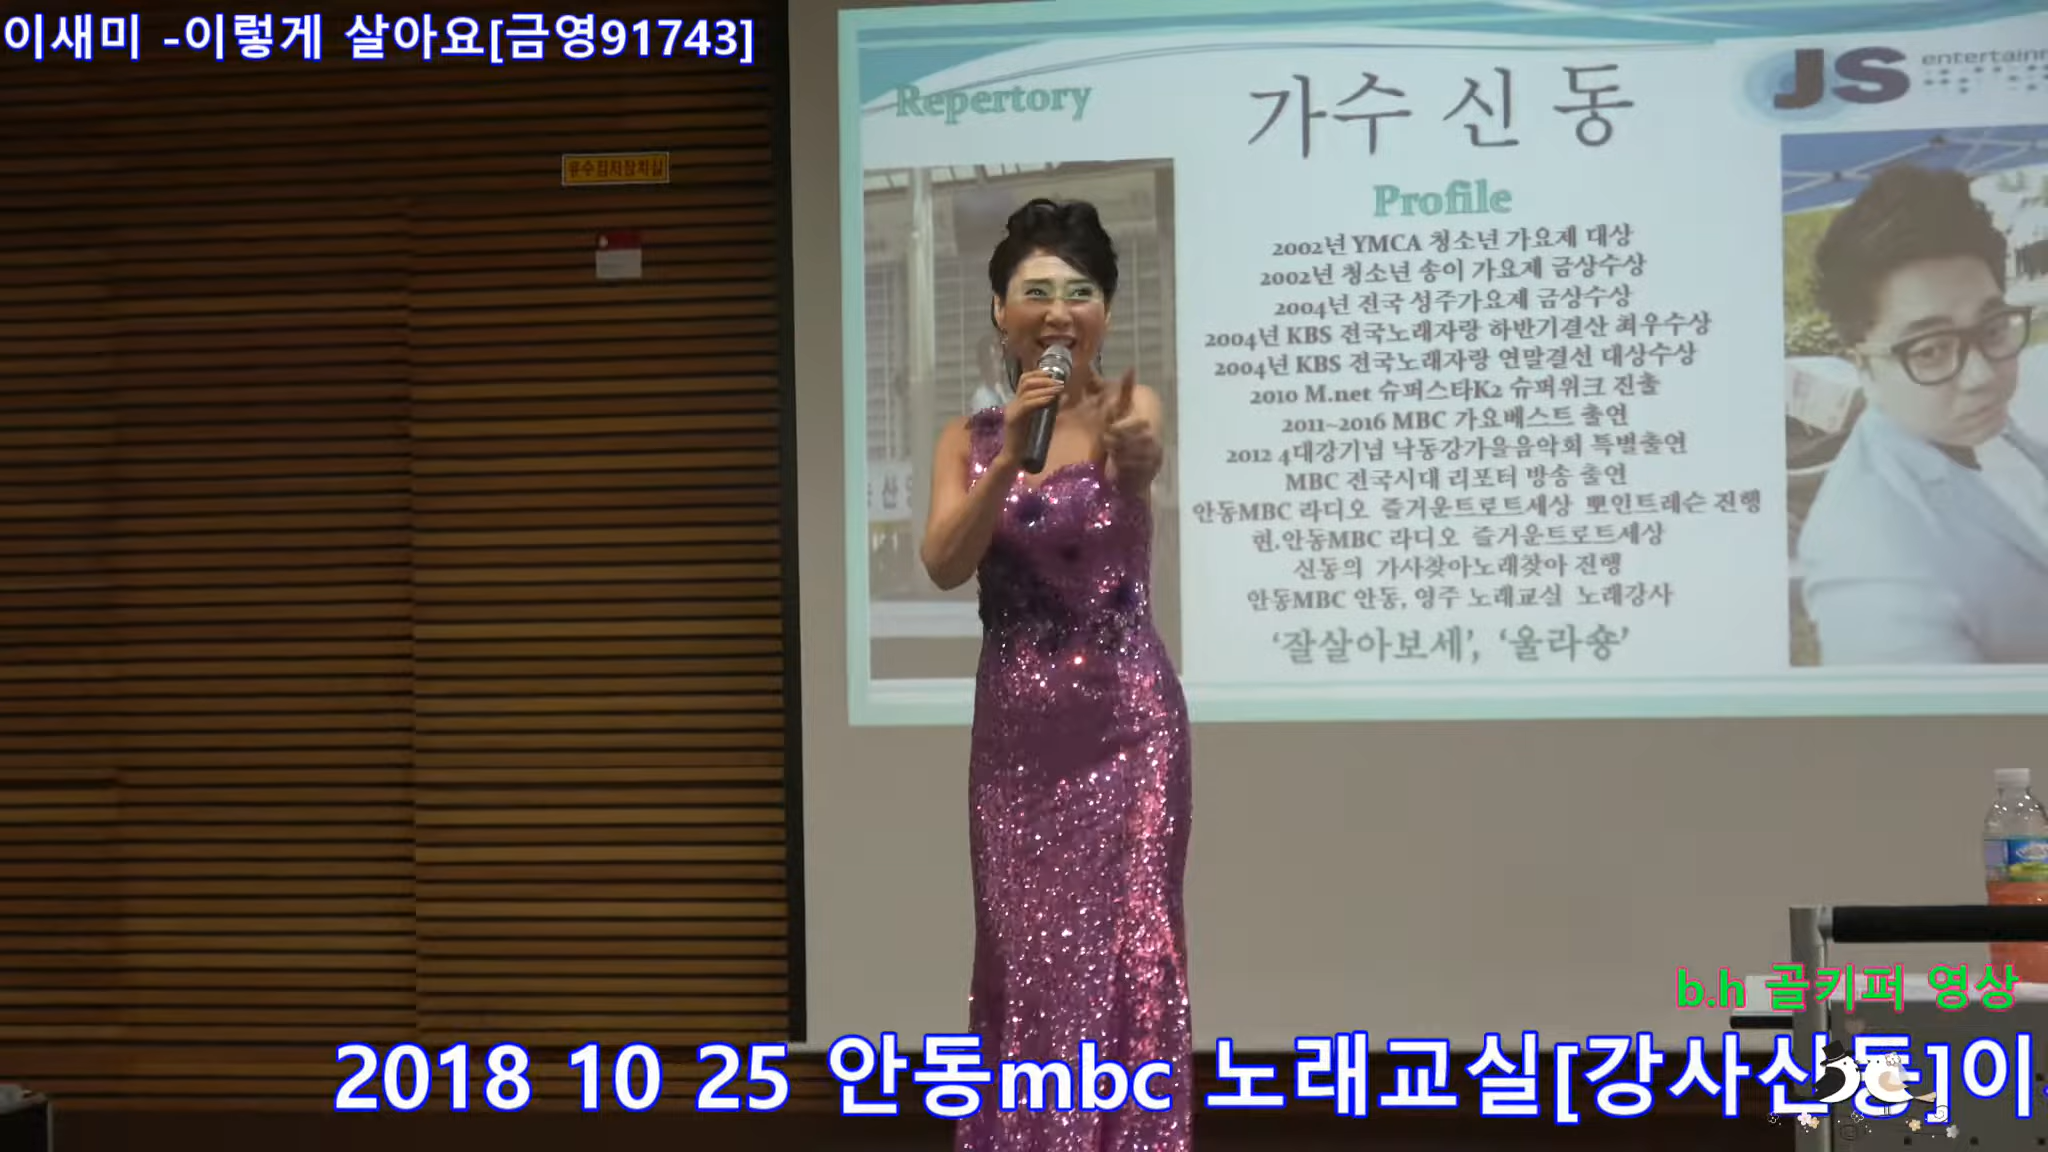 이새미 -이렇게 살아요[금영91743]
Repertory
가수 신 동
JS
Profile
2002년 YMCA 청소년 가요제 대상
2002년 청소년 송이 가요제 금상수상
2004년 전국 성주가요제 금상수상
2004년 KBS 전국노래자랑 하반기결산 최우수상
2004년 KBS 전국노래자랑 연말결선 대상수상
2010 M.net 슈퍼스타K2 슈퍼위크 진출
2011~2016 MBC 가요베스트 출연
2012 4대강기념 낙동강가을음악회 특별출연
MBC 전국시대 리포터 방송 출연
안동MBC 라디오 즐거운트로트세상 뽀인트레슨 진행
현.안동MBC 라디오 즐거운트로트세상
신동의 가사찾아노래찾아 진행
안동MBC 안동, 영주 노래교실 노래강사
‘잘살아보세’, ‘울라숑’
b.h 골키퍼 영상
2018 10 25 안동mbc 노래교실[강사신동]이